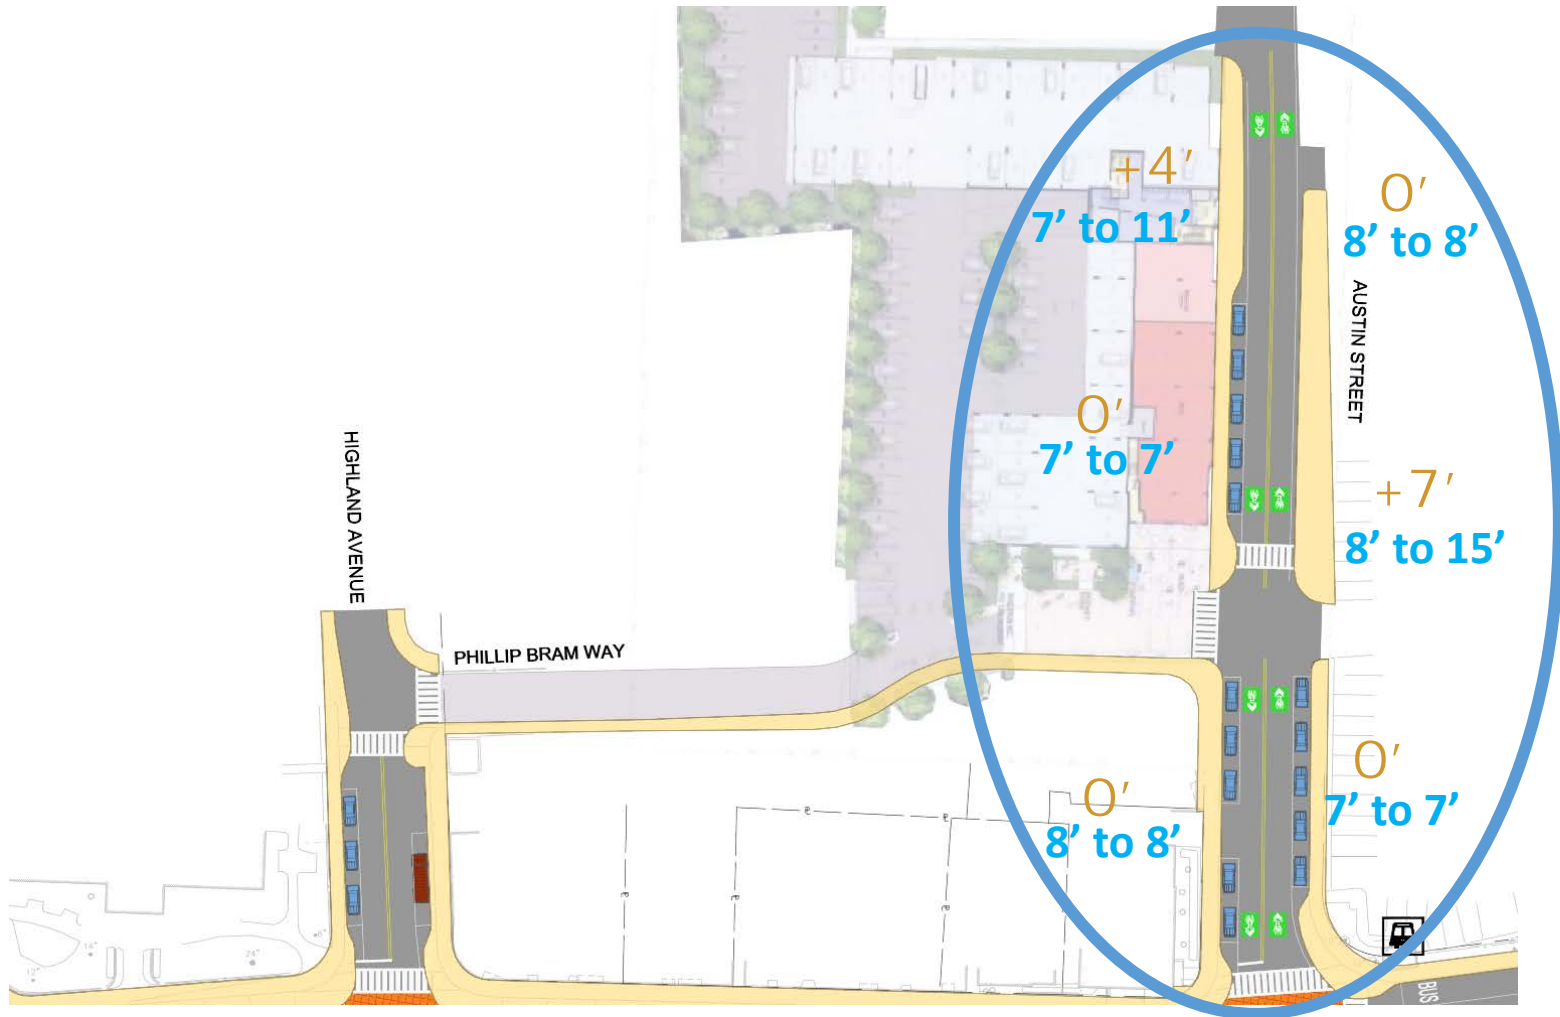 +4'
7’ to 11’
0'
8’ to 8’
AUSTIN STREET
0'
7’ to 7’
+7'
8’ to 15’
HIGHLAND AVENUE
PHILLIP BRAM WAY
0'
8’ to 8’
0'
7’ to 7’
BUS